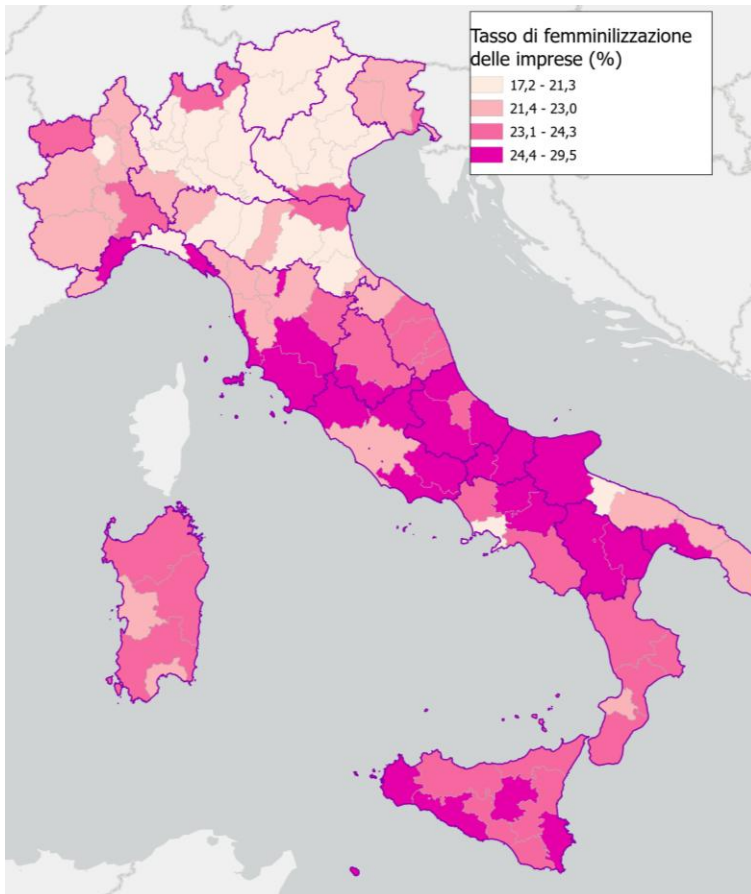 Tasso di femminilizzazione
delle imprese (%)
17,2 - 21,3
21,4 - 23,0
23,1 - 24,3
24,4 - 29,5